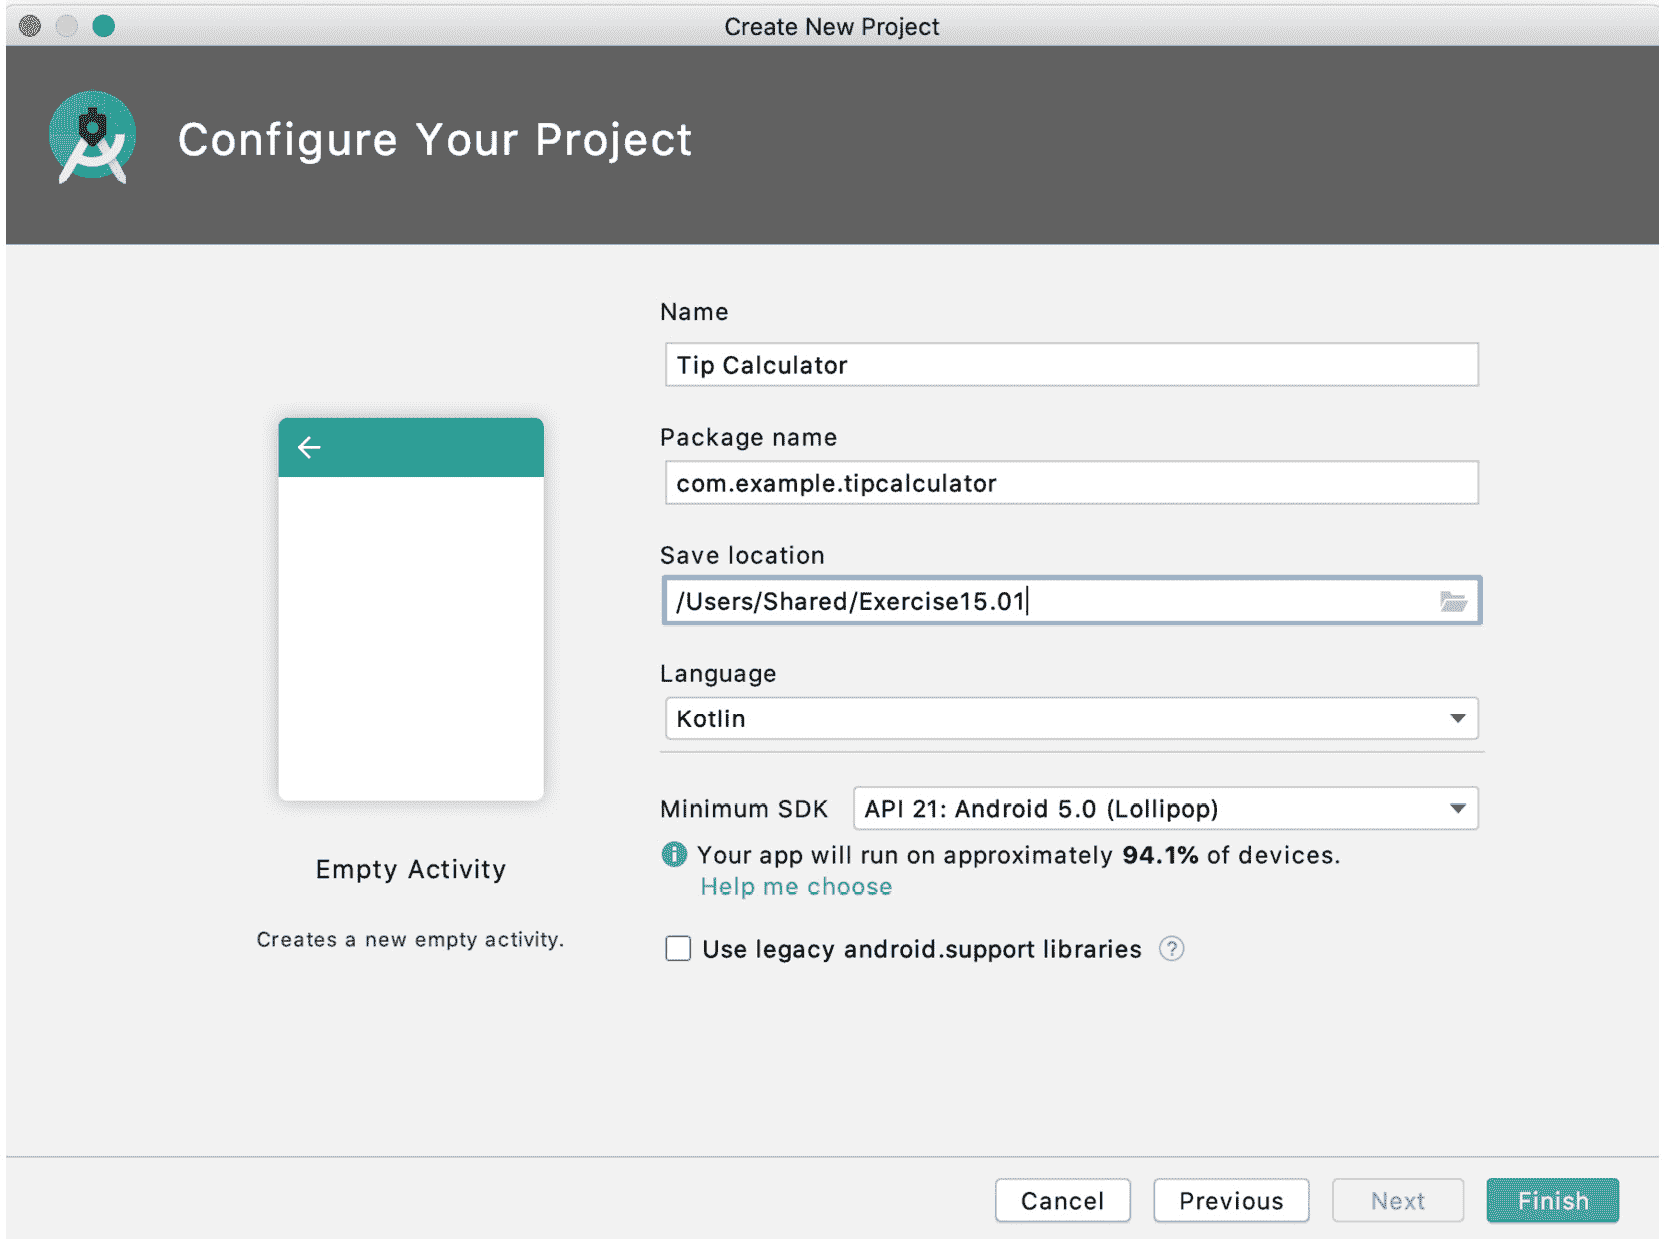 Create New Project
Configure Your Project
Name
Tip Calculator
Package name
com.example.tipcalculator
Save location
/Users/Shared/Exercise15.01
Language
Kotlin
Minimum SDK API 21: Android 5.0 (Lollipop)
Your app will run on approximately 94.1% of devices.
Help me choose
Use legacy android.support libraries ?
Empty Activity
Creates a new empty activity.
Cancel Previous Next Finish